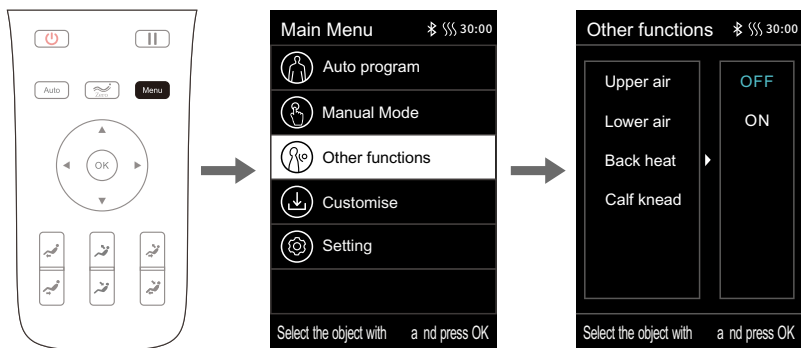 Auto
Zero
Menu
OK
Main Menu 30:00
Auto program
Manual Mode
Other functions
Customise
Setting
Select the object with a nd press OK
Other functions 30:00
Upper air OFF
Lower air ON
Back heat
Calf knead
Select the object with a nd press OK